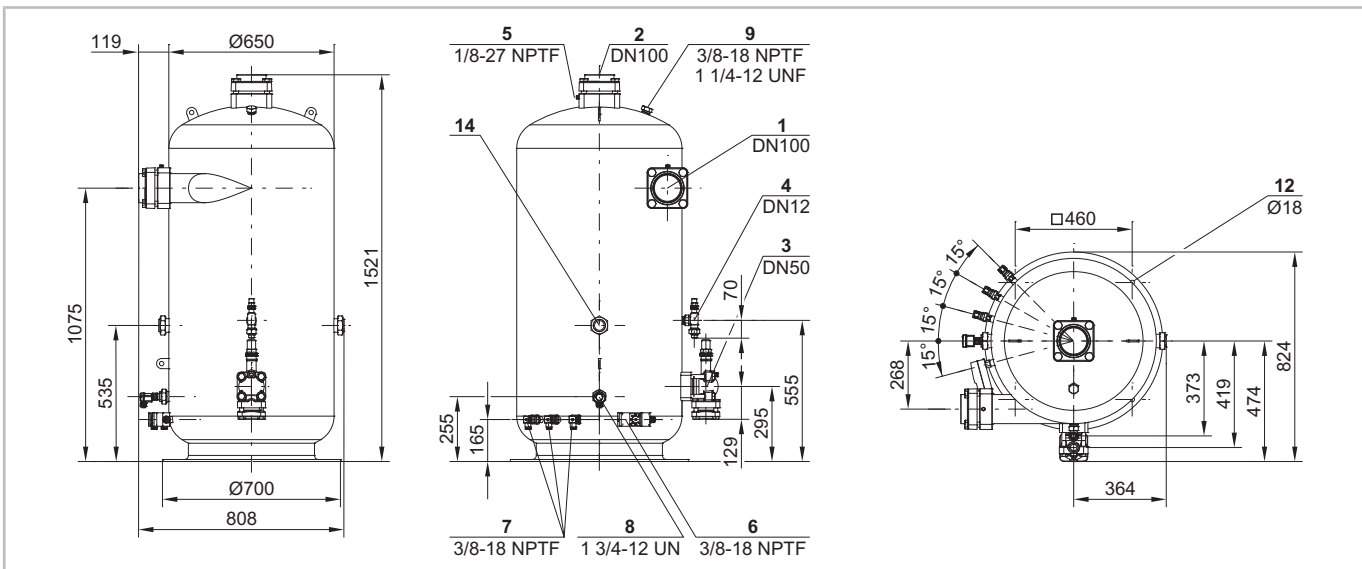 119
Ø650
1075
535
1521
Ø700
808
5
1/8-27 NPTF
2
DN100
9
3/8-18 NPTF
1 1/4-12 UNF
14
1
DN100
4
DN12
3
DN50
70
255
165
129
295
555
7
3/8-18 NPTF
8
1 3/4-12 UN
6
3/8-18 NPTF
12
Ø18
□460
15°
15°
15°
15°
268
373
419
474
824
364